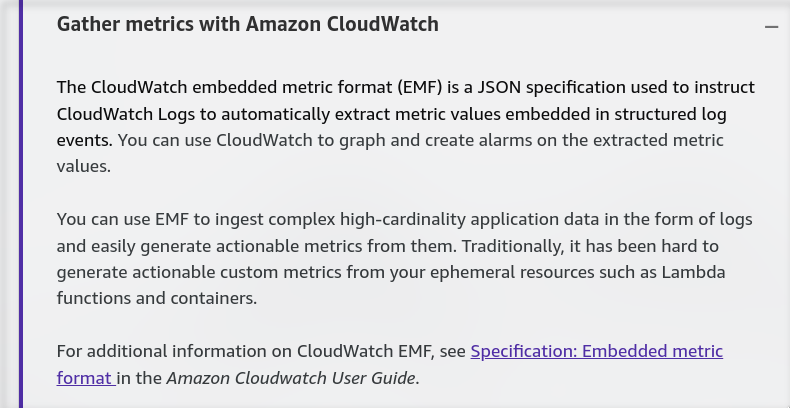 Gather metrics with Amazon CloudWatch
The CloudWatch embedded metric format (EMF) is a JSON specification used to instruct
CloudWatch Logs to automatically extract metric values embedded in structured log
events. You can use CloudWatch to graph and create alarms on the extracted metric
values.
You can use EMF to ingest complex high-cardinality application data in the form of logs
and easily generate actionable metrics from them. Traditionally, it has been hard to
generate actionable custom metrics from your ephemeral resources such as Lambda
functions and containers.
For additional information on CloudWatch EMF, see Specification: Embedded metric
format in the Amazon Cloudwatch User Guide.